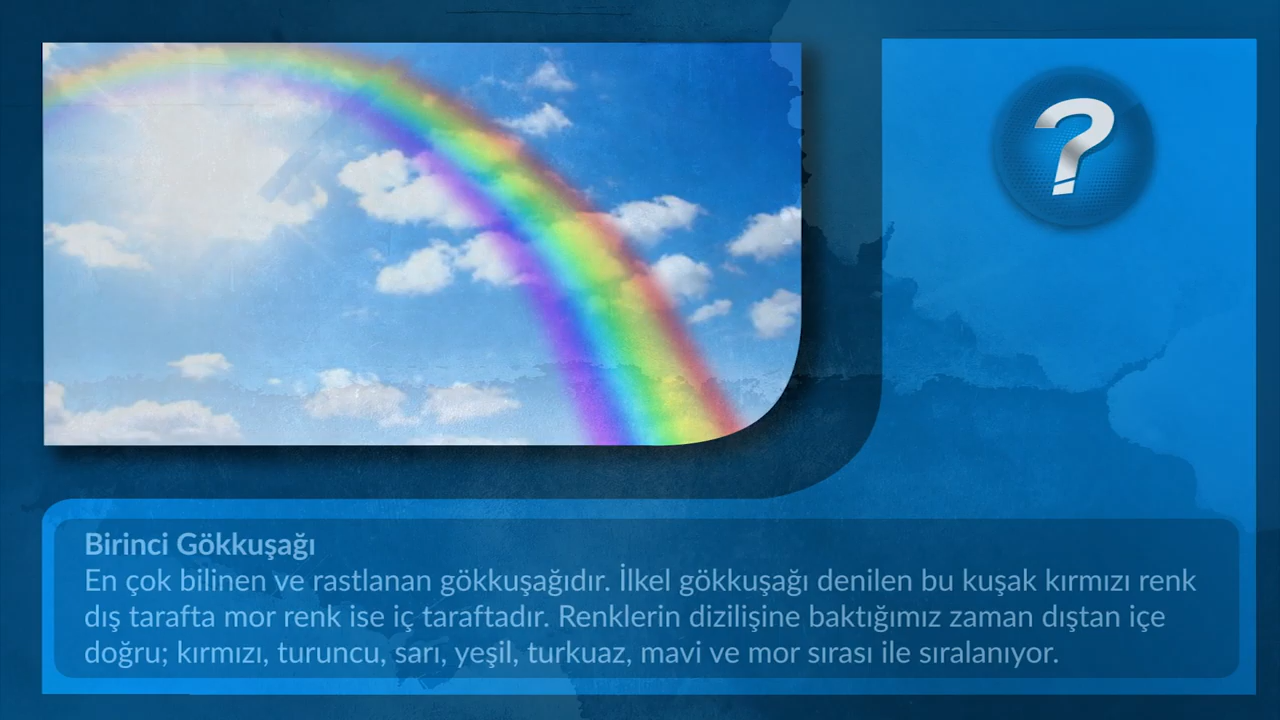 ?
Birinci Gökkuşağı
En çok bilinen ve rastlanan gökkuşağıdır. İlkel gökkuşağı denilen bu kuşak kırmızı renk
dış tarafta mor renk ise iç taraftadır. Renklerin dizilişine baktığımız zaman dıştan içe
doğru; kırmızı, turuncu, sarı, yeşil, turkuaz, mavi ve mor sırası ile sıralanıyor.